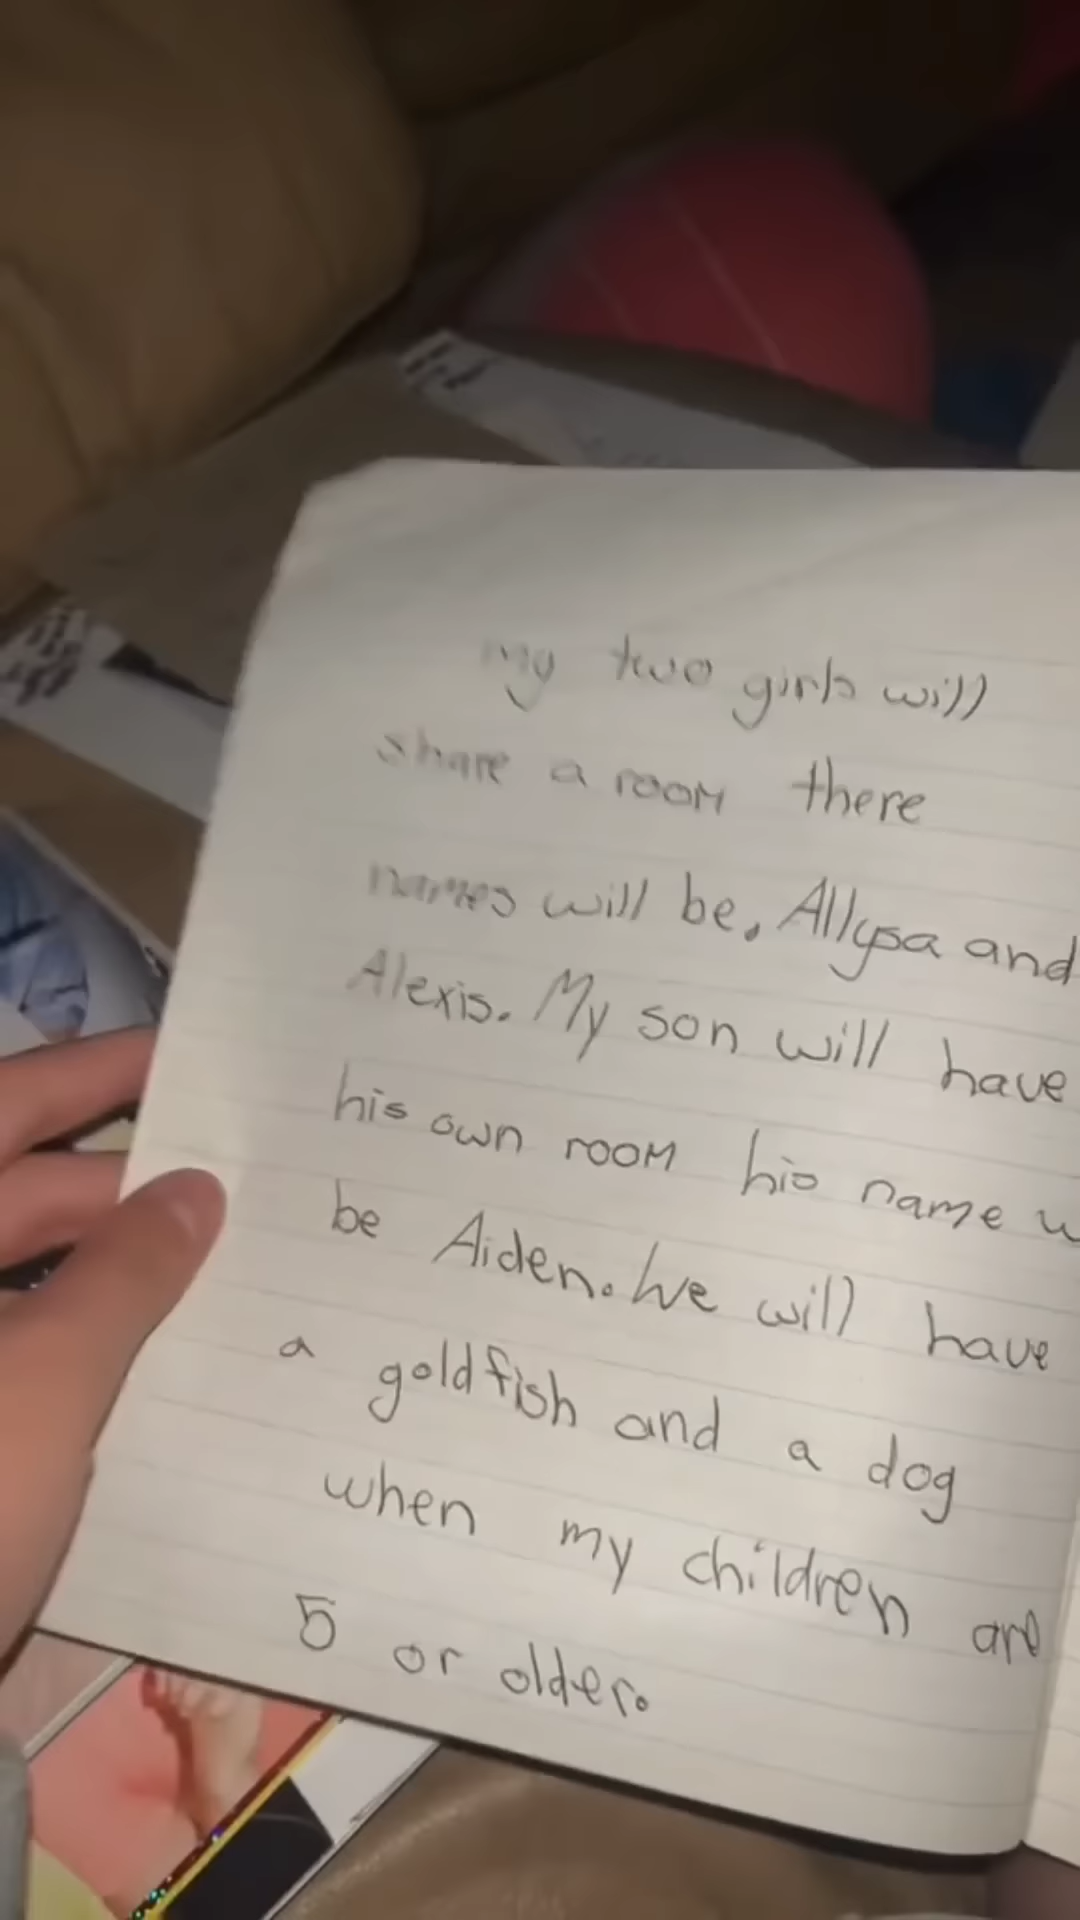 my two girls will
share a room there
names will be, Allysa and
Alexis. My son will have
his own room his name w
be Aiden. We will have
a goldfish and a dog
when my children are
5 or older.